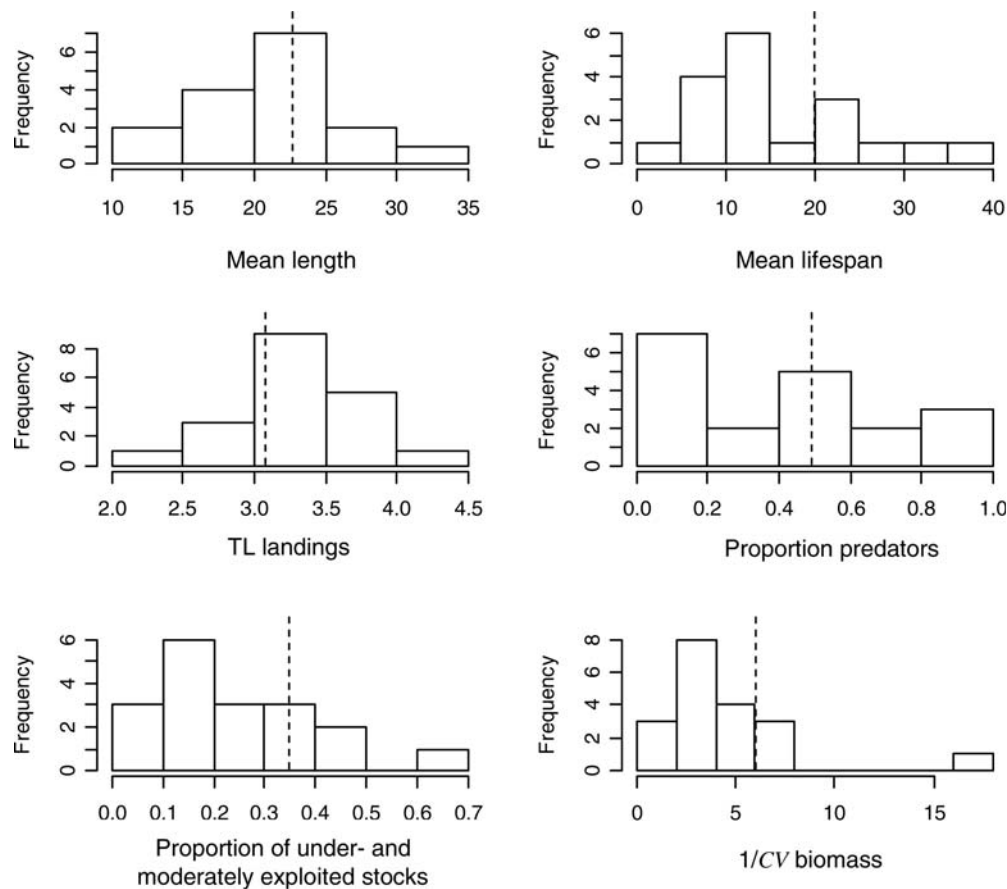 Frequency
6
4
2
0
10 15 20 25 30 35
Mean length
Frequency
6
4
2
0
0 10 20 30 40
Mean lifespan
Frequency
8
6
4
2
0
2.0 2.5 3.0 3.5 4.0 4.5
TL landings
Frequency
6
4
2
0
0.0 0.2 0.4 0.6 0.8 1.0
Proportion predators
Frequency
6
4
2
0
0.0 0.1 0.2 0.3 0.4 0.5 0.6 0.7
Proportion of under- and
moderately exploited stocks
Frequency
8
6
4
2
0
0 5 10 15
1/CV biomass